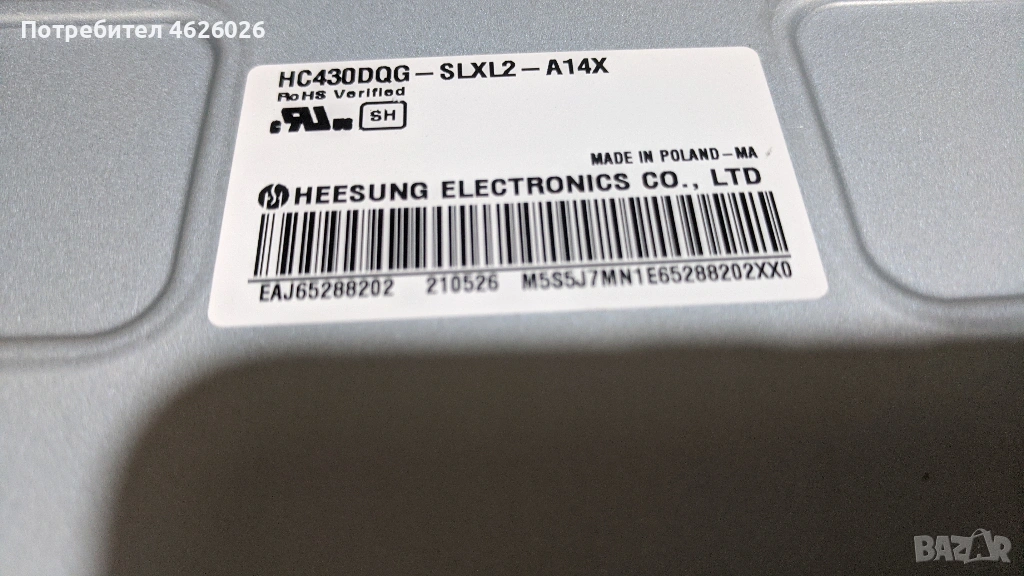 Потребител 4626026
HC430DQG-SLXL2-A14X
RoHS Verified
SH
MADE IN POLAND-MA
HEESUNG ELECTRONICS CO., LTD
EAJ65288202 210526 M5S5J7MN1E65288202XX0
BAZAR